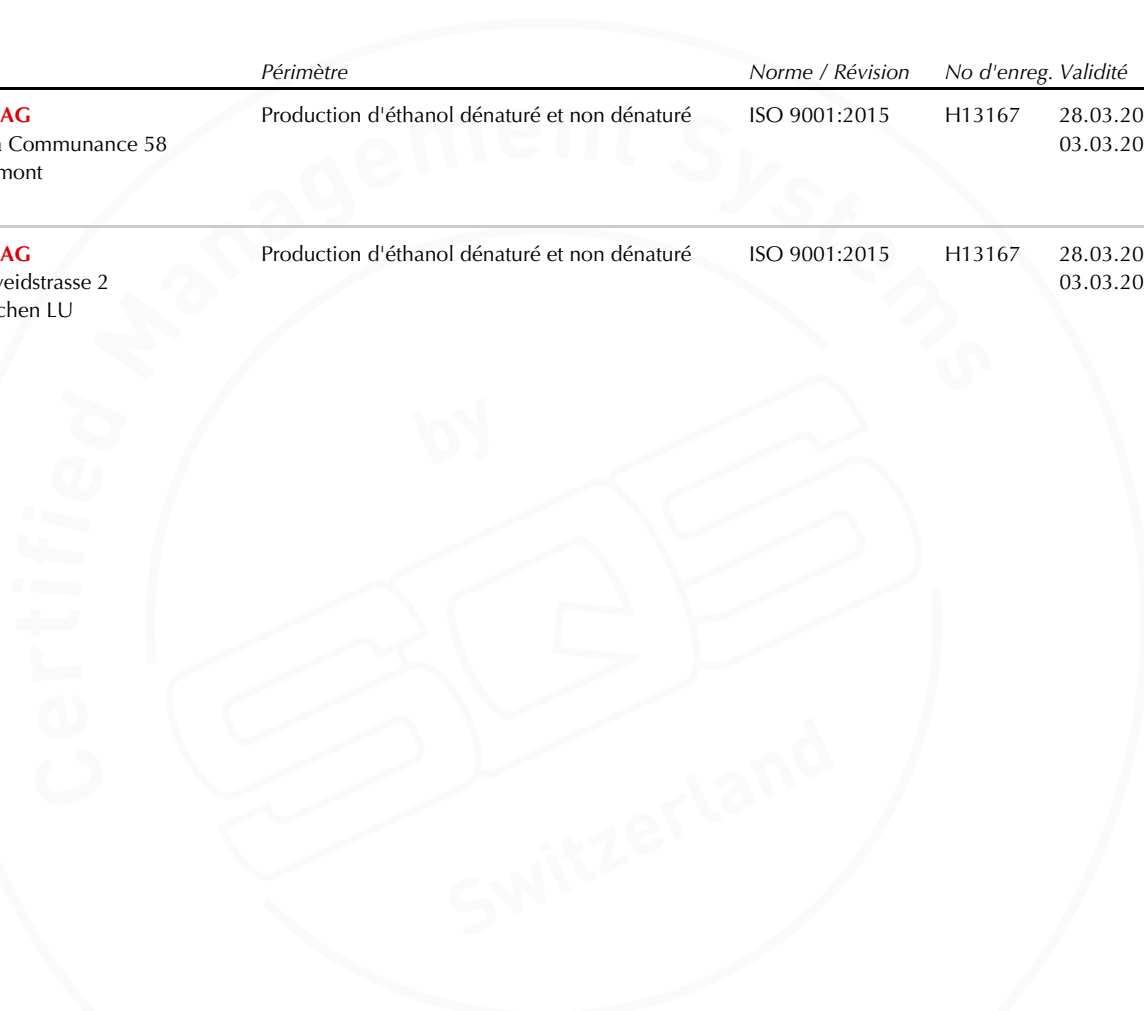 Périmètre Norme / Révision No d'enreg. Validité
AG Production d'éthanol dénaturé et non dénaturé ISO 9001:2015 H13167 28.03.20
Communance 58 03.03.20
mont
AG Production d'éthanol dénaturé et non dénaturé ISO 9001:2015 H13167 28.03.20
eidstrasse 2 03.03.20
chen LU
Certified Management Systems
by
SQS
Switzerland